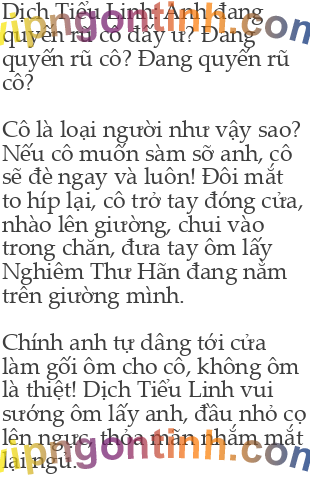 Dịch Tiểu Linh: Anh đang
quyến rũ cô đấy ư? Đang
quyến rũ cô? Đang quyến rũ
cô?
Cô là loại người như vậy sao?
Nếu cô muốn sàm sỡ anh, cô
sẽ đè ngay và luôn! Đôi mắt
to híp lại, cô trở tay đóng cửa,
nhào lên giường, chui vào
trong chăn, đưa tay ôm lấy
Nghiêm Thư Hãn đang nằm
trên giường mình.
Chính anh tự dâng tới cửa
làm gối ôm cho cô, không ôm
là thiệt! Dịch Tiểu Linh vui
sướng ôm lấy anh, đầu nhỏ cọ
lên ngực, thỏa mãn nhắm mắt
lại ngủ.
vipngontinh.com
vipngontinh.com